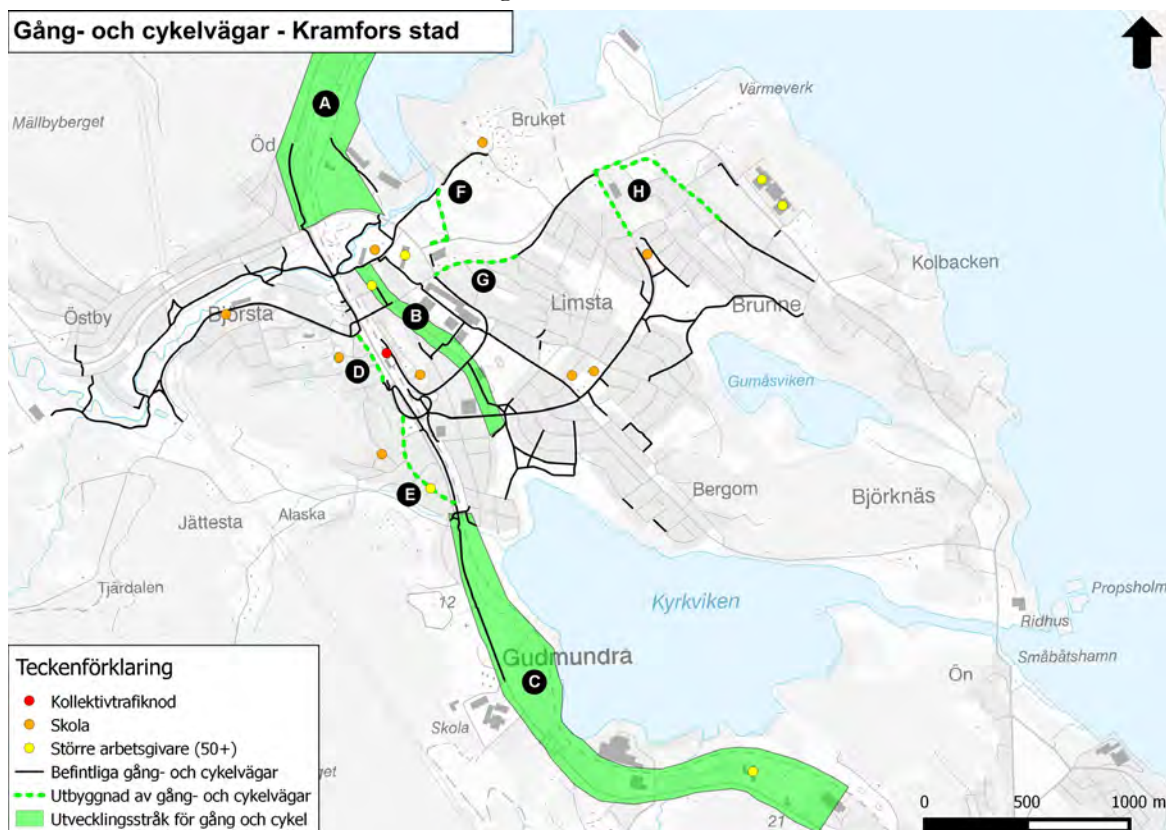 Gång- och cykelvägar - Kramfors stad
Värmeverk
A
Bruket
Mällbyberget
Öd
F
H
Kolbacken
G
Limsta
Brunne
Björsta
B
Östby
D
Gumåsviken
Bergom
Björknäs
E
Jättesta
Alaska
Tjärdalen
12
Kyrkviken
Propsholm
Ridhus
Småbåtshamn
Gudmundra
C
Ön
Skola
21
Teckenförklaring
Kollektivtrafiknod
Skola
Större arbetsgivare (50+)
Befintliga gång- och cykelvägar
Utbyggnad av gång- och cykelvägar
Utvecklingsstråk för gång och cykel
0 500 1000 m